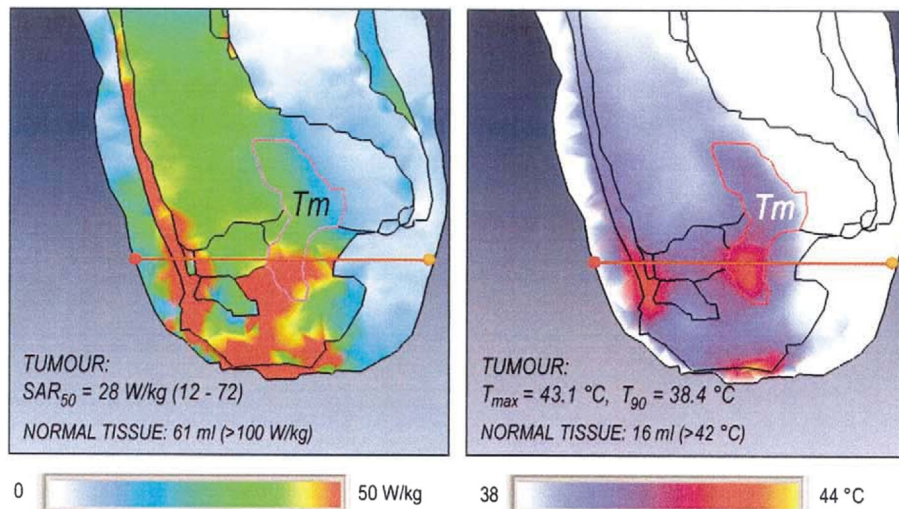 Tm
TUMOUR:
SAR50 = 28 W/kg (12 - 72)
NORMAL TISSUE: 61 ml (>100 W/kg)
0 50 W/kg
Tm
TUMOUR:
Tmax = 43.1 °C, T90 = 38.4 °C
NORMAL TISSUE: 16 ml (>42 °C)
38 44 °C